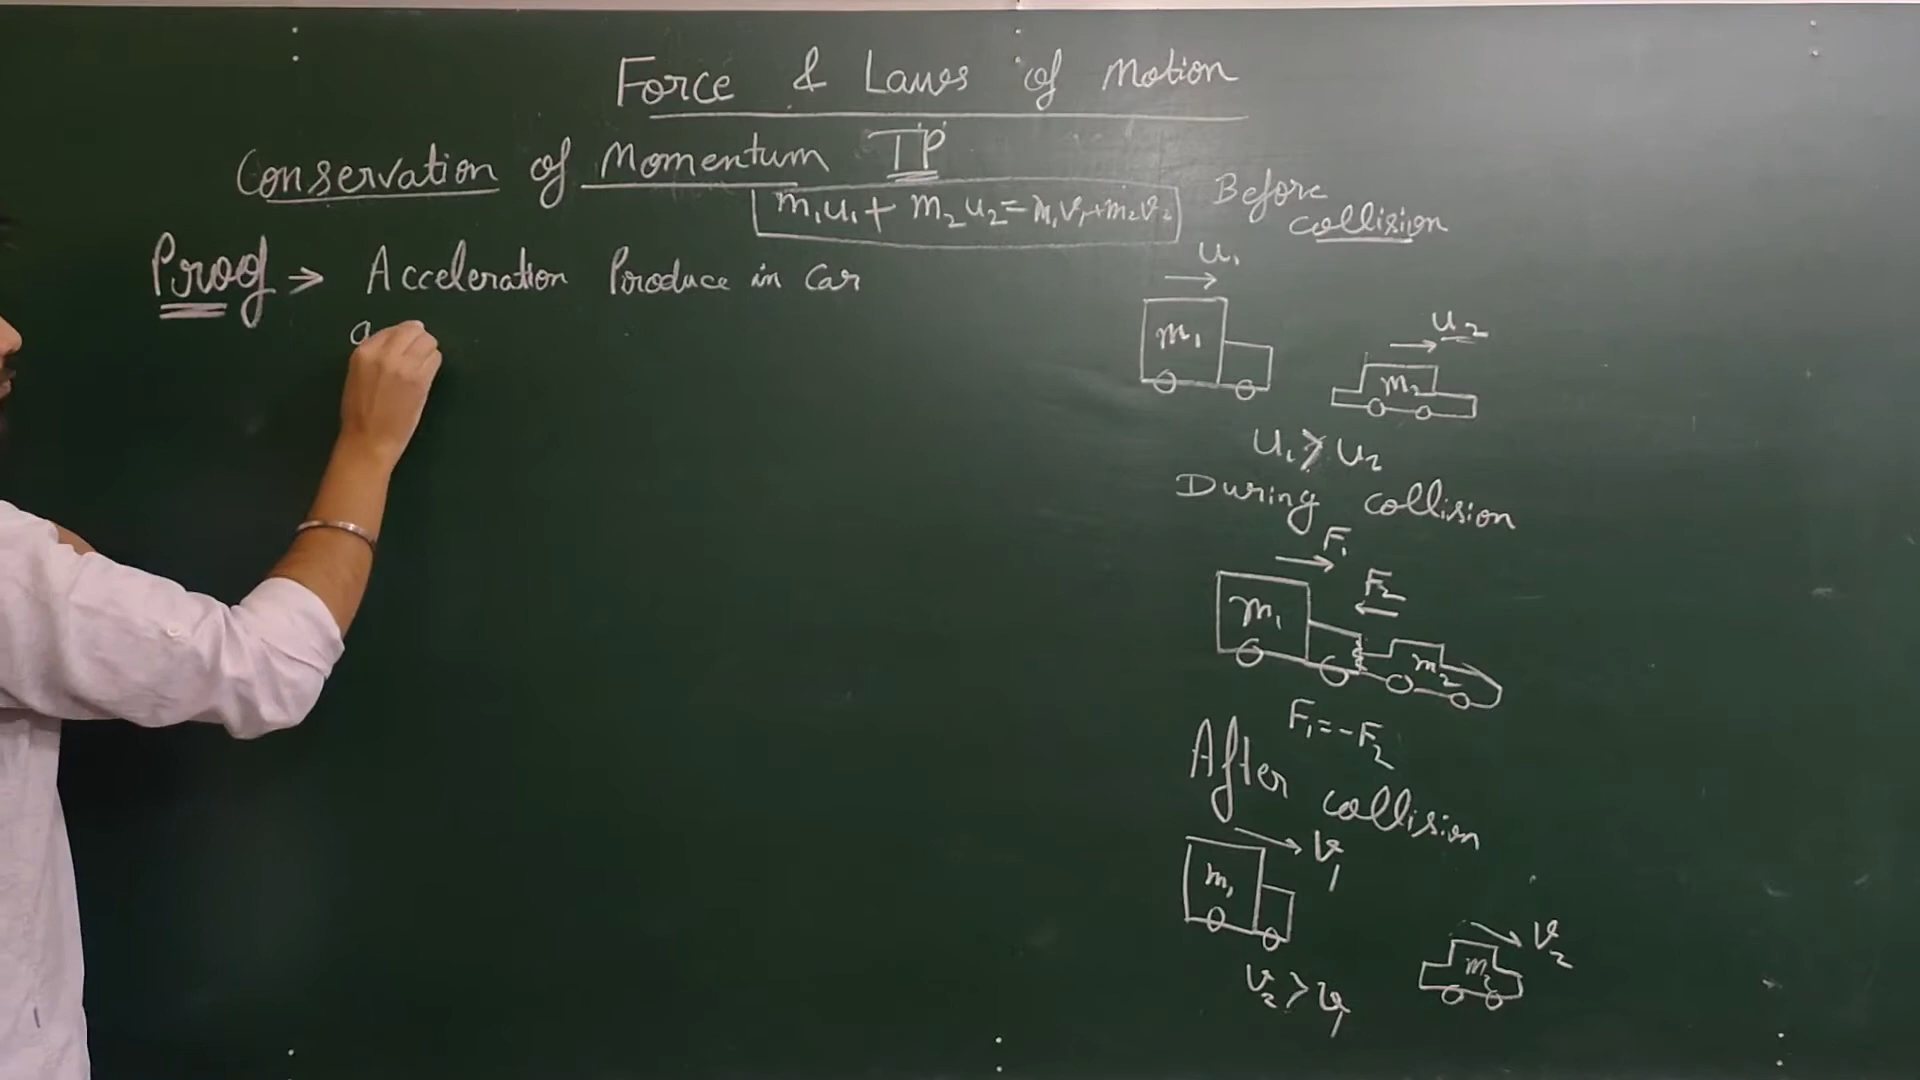 Force & Laws of Motion
Conservation of Momentum IP
m₁u₁ + m₂u₂ = m₁v₁ + m₂v₂
Proof > Acceleration Produce in Car
a
Before
collision
u₁
m₁
u₂
m₂
u₁ > u₂
During collision
F₁
F₂
m₁
m₂
F₁ = -F₂
After collision
v₁
m₁
v₂
m₂
v₂ > v₁